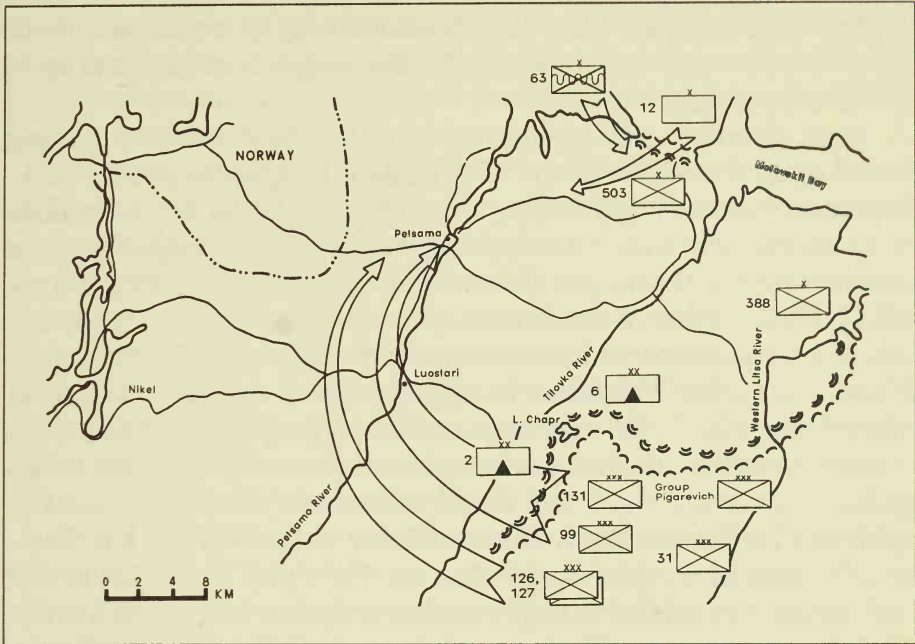 63
12
NORWAY
503
Motovskii Bay
Petsamo
388
Nikel
Luostari
Titovka River
6
Western Litsa River
L. Chapr
2
Petsamo River
131
Group
Pigarevich
99
31
126,
127
0 2 4 8
KM